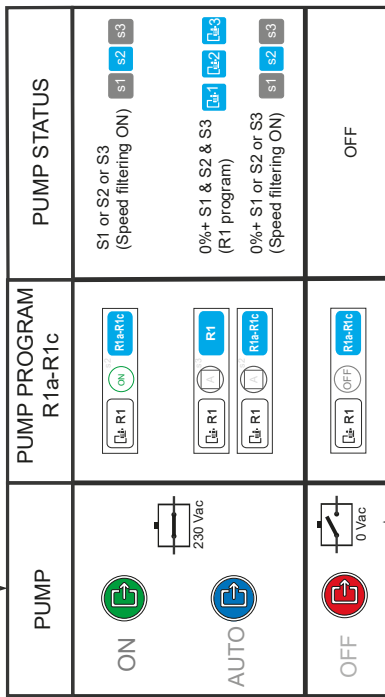 PUMP
PUMP PROGRAM
R1a-R1c
PUMP STATUS
ON
230 Vac
R1
ON
s2
R1a-R1c
S1 or S2 or S3
(Speed filtering ON)
s1
s2
s3
AUTO
R1
A
R1
0%+ S1 & S2 & S3
(R1 program)
1
2
3
R1
A
R1a-R1c
0%+ S1 or S2 or S3
(Speed filtering ON)
s1
s2
s3
OFF
0 Vac
R1
OFF
R1a-R1c
OFF